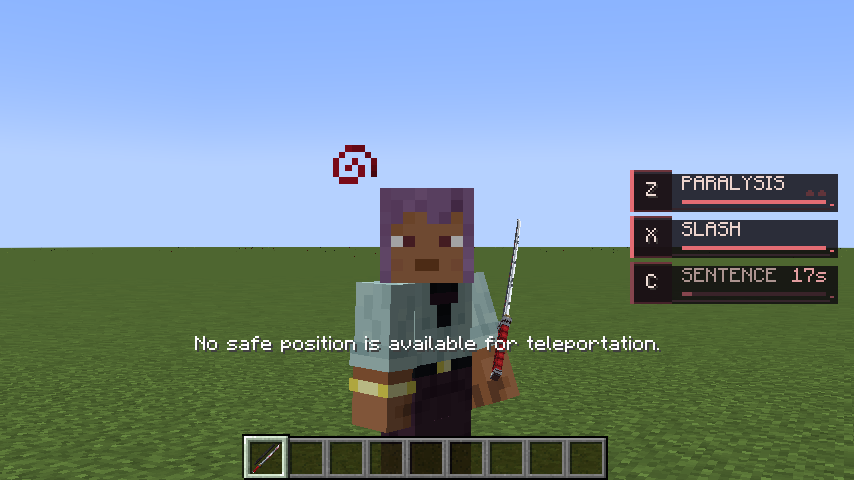 Z PARALYSIS
X SLASH
C SENTENCE 17s
No safe position is available for teleportation.